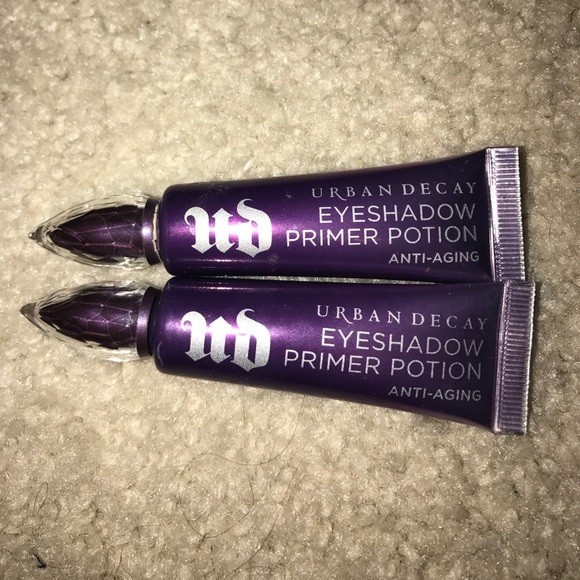 ud
URBAN DECAY
EYESHADOW
PRIMER POTION
ANTI-AGING
ud
URBAN DECAY
EYESHADOW
PRIMER POTION
ANTI-AGING